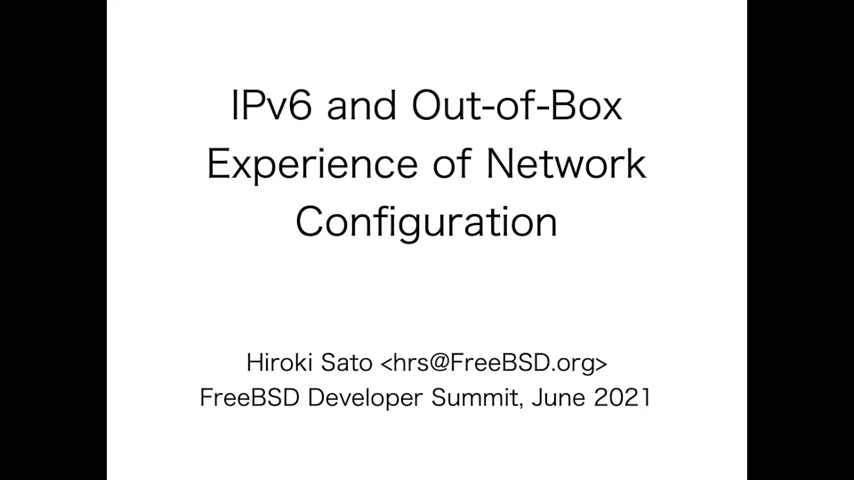 IPv6 and Out-of-Box
Experience of Network
Configuration
Hiroki Sato <hrs@FreeBSD.org>
FreeBSD Developer Summit, June 2021